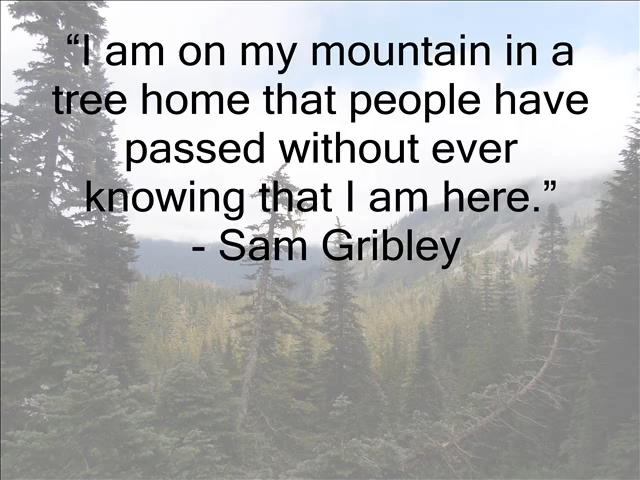 “I am on my mountain in a
tree home that people have
passed without ever
knowing that I am here.”
- Sam Gribley